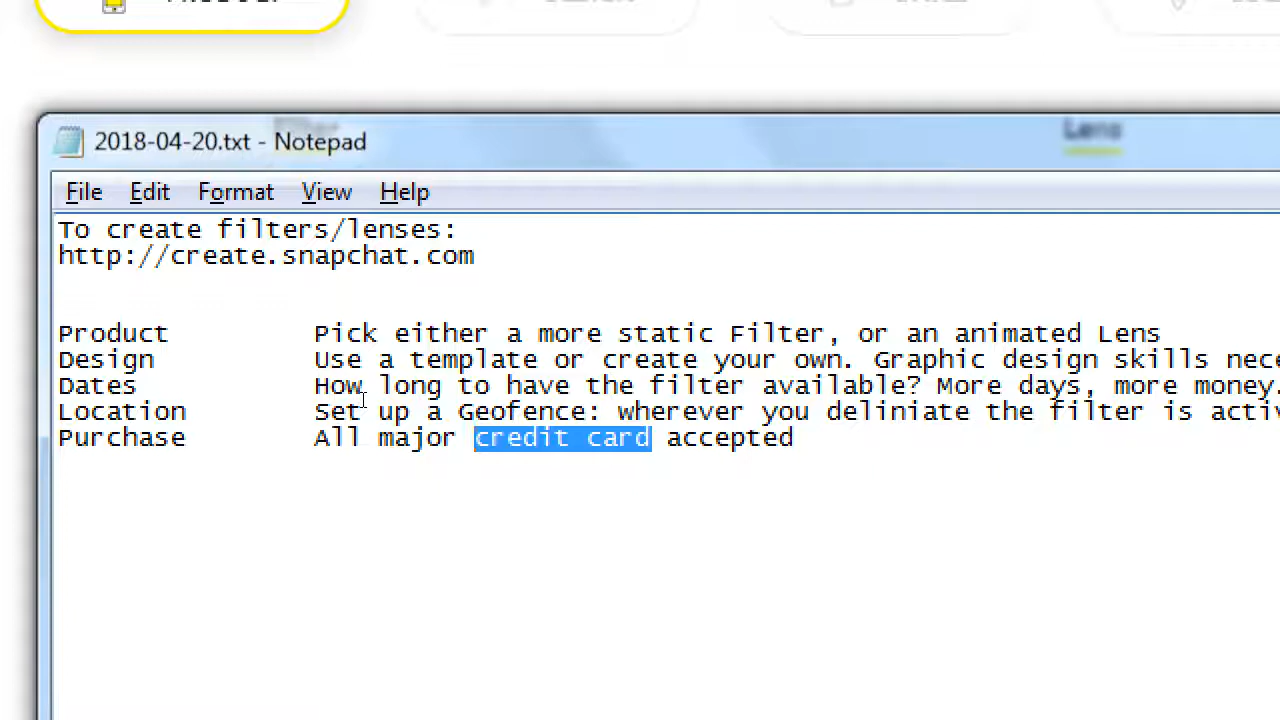 Lens
2018-04-20.txt - Notepad
File Edit Format View Help
To create filters/lenses:
http://create.snapchat.com
Product Pick either a more static Filter, or an animated Lens
Design Use a template or create your own. Graphic design skills nece
Dates How long to have the filter available? More days, more money.
Location Set up a Geofence: wherever you deliniate the filter is activ
Purchase All major credit card accepted